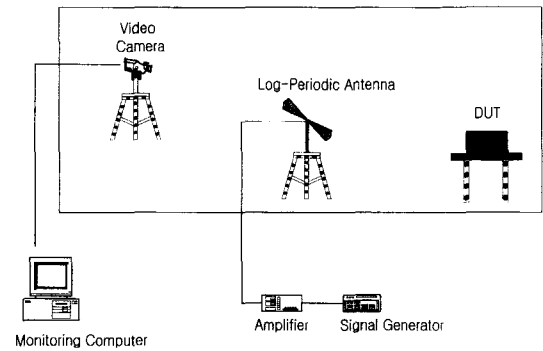 Video
Camera
Log-Periodic Antenna
DUT
Amplifier
Signal Generator
Monitoring Computer